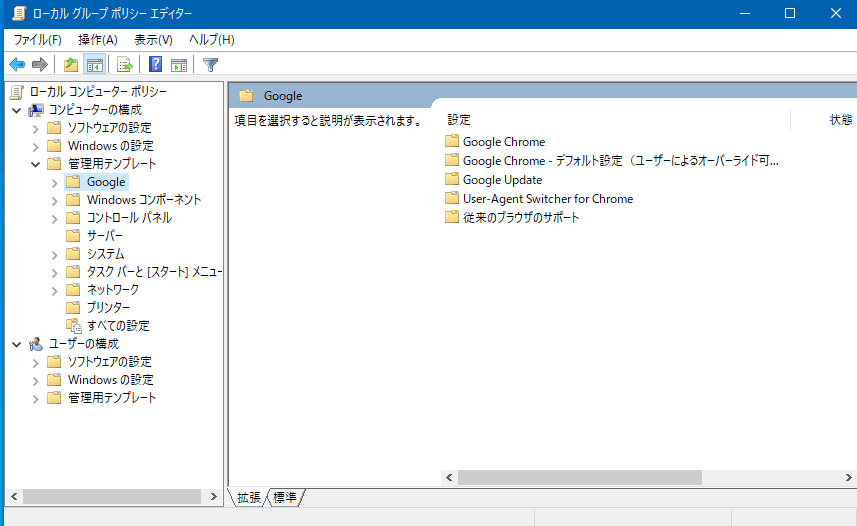 ローカル グループ ポリシー エディター
ファイル(F) 操作(A) 表示(V) ヘルプ(H)
ローカル コンピューター ポリシー
コンピューターの構成
ソフトウェアの設定
Windows の設定
管理用テンプレート
Google
Windows コンポーネント
コントロール パネル
サーバー
システム
タスク バーと [スタート] メニュー
ネットワーク
プリンター
すべての設定
ユーザーの構成
ソフトウェアの設定
Windows の設定
管理用テンプレート
Google
項目を選択すると説明が表示されます。
設定 状態
Google Chrome
Google Chrome - デフォルト設定（ユーザーによるオーバーライド可...
Google Update
User-Agent Switcher for Chrome
従来のブラウザのサポート
拡張 標準